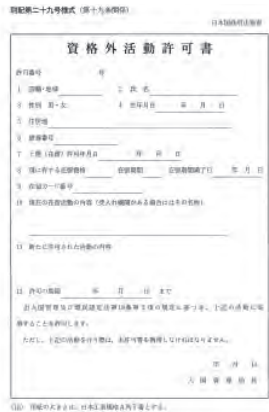 別記第二十九号様式(第十九条関係)
日本国政府法務省
資格外活動許可書
許可番号 号
1 国籍・地域 2 氏名
3 性別 男・女 4 生年月日 年 月 日
5 住居地
6 旅券番号
7 上陸(在留)許可年月日 年 月 日
8 現に有する在留資格 在留期間 在留期間満了日 年 月 日
9 在留カード番号
10 現在の在留活動の内容(受入れ機関がある場合にはその名称)
11 新たに許可された活動の内容
12 許可の期限 年 月 日 まで
出入国管理及び難民認定法第19条第2項の規定に基づき、上記の活動に従
事することを許可します。
ただし、上記の活動を行う際は、本許可書を携帯しなければなりません。
年 月 日
入国管理局長
(注) 用紙の大きさは、日本工業規格A列5番とする。